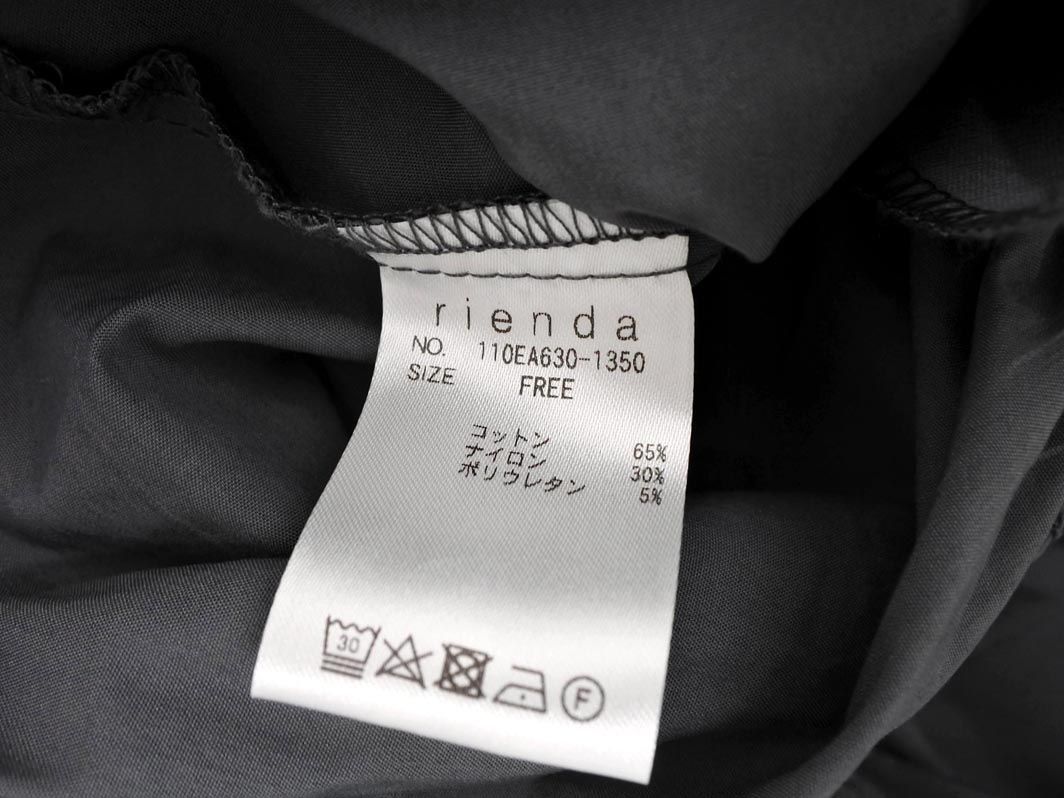 rienda
NO. 110EA630-1350
SIZE FREE
コットン 65%
ナイロン 30%
ポリウレタン 5%
30
F